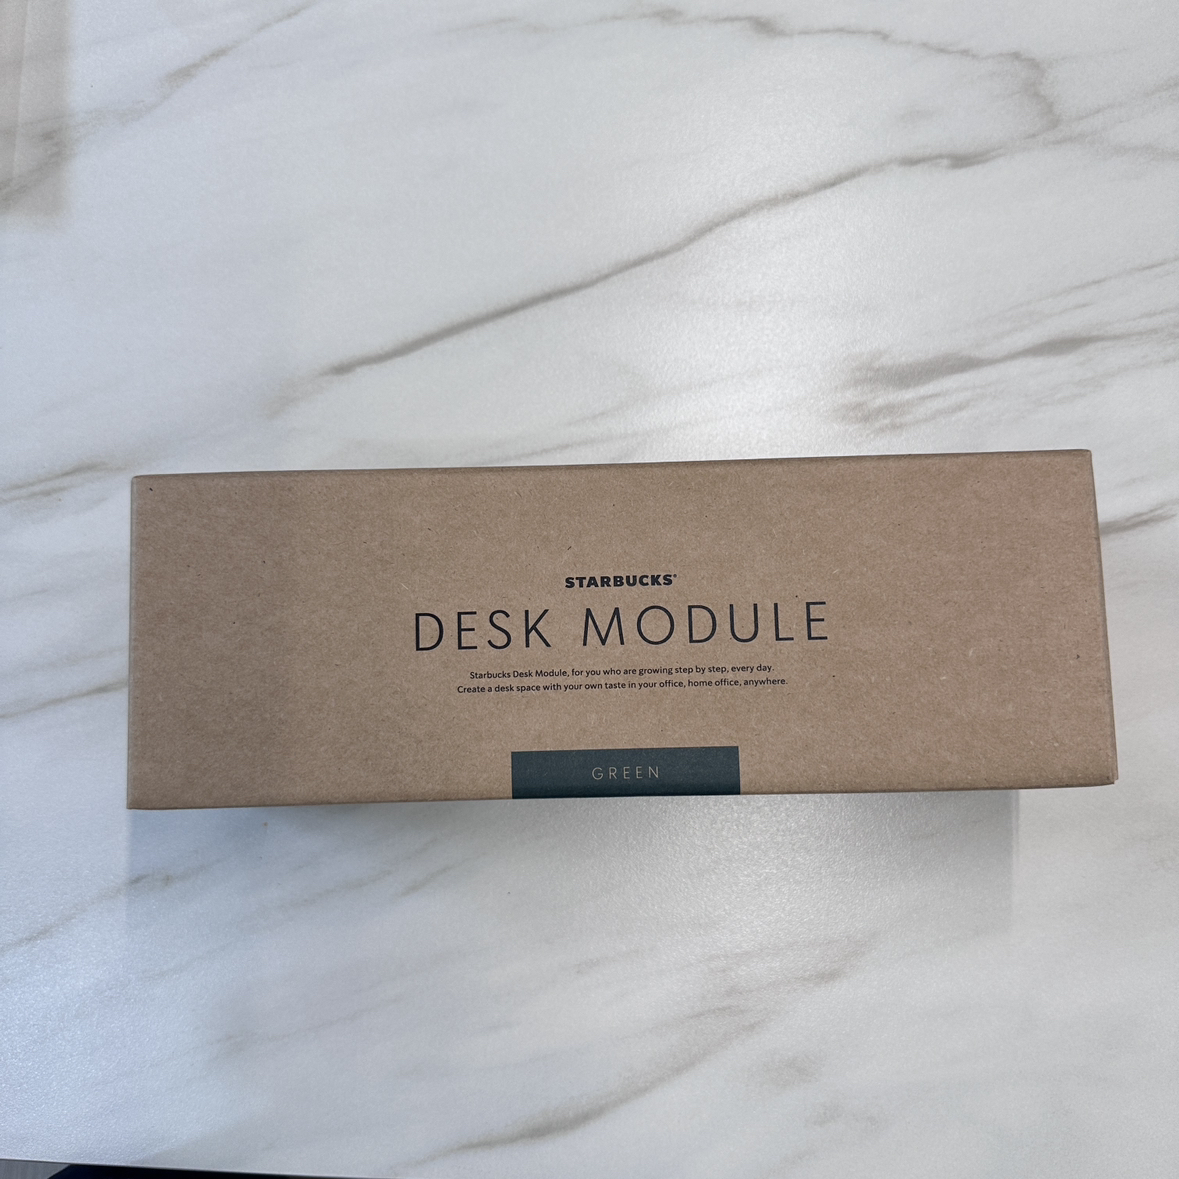 STARBUCKS®
DESK MODULE
Starbucks Desk Module, for you who are growing step by step, every day.
Create a desk space with your own taste in your office, home office, anywhere.
GREEN